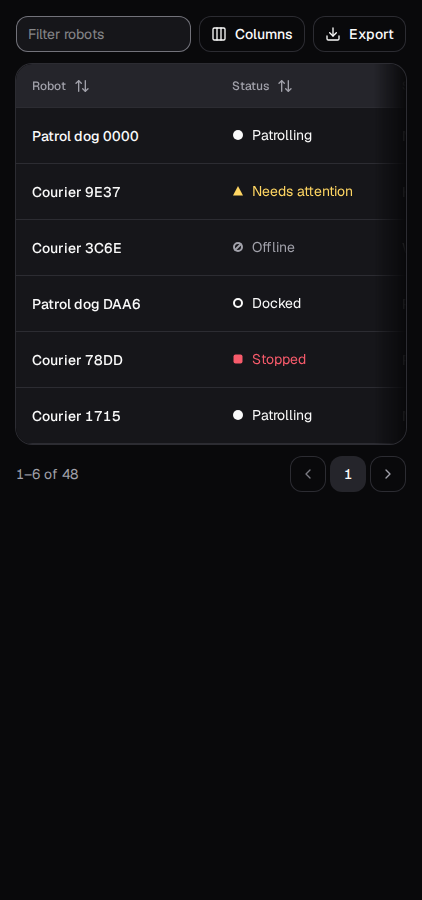 Filter robots
Columns
Export
Robot
Status
Patrol dog 0000
Patrolling
Courier 9E37
Needs attention
Courier 3C6E
Offline
Patrol dog DAA6
Docked
Courier 78DD
Stopped
Courier 1715
Patrolling
1–6 of 48
1